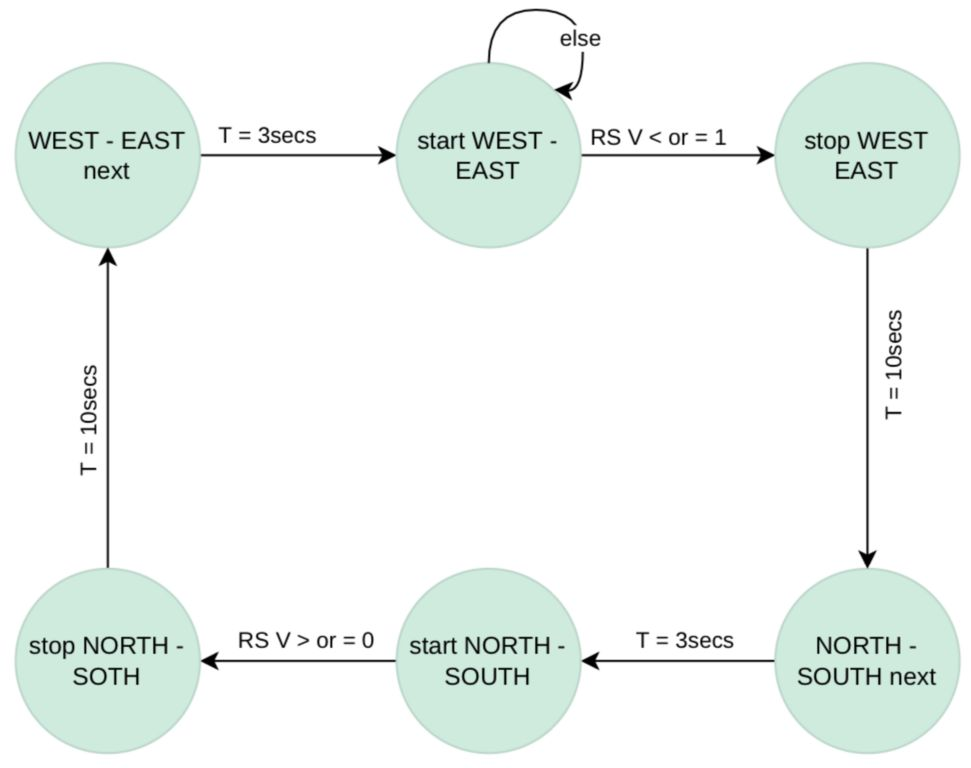 else
WEST - EAST
next
T = 3secs
start WEST -
EAST
RS V < or = 1
stop WEST
EAST
T = 10secs
T = 10secs
stop NORTH -
SOTH
RS V > or = 0
start NORTH -
SOUTH
T = 3secs
NORTH -
SOUTH next